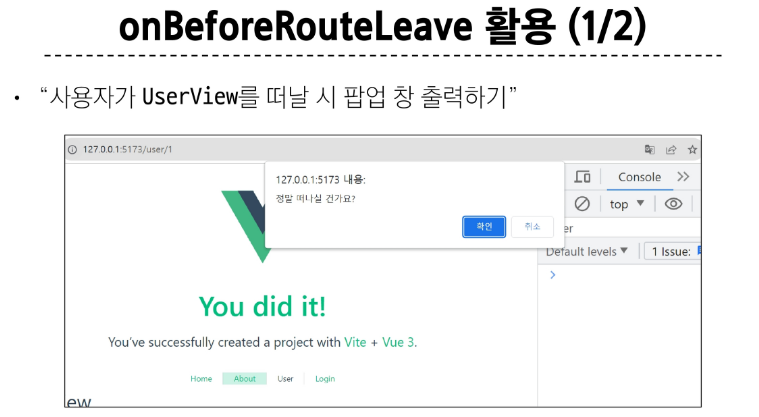 onBeforeRouteLeave 활용 (1/2)
• “사용자가 UserView를 떠날 시 팝업 창 출력하기”
127.0.0.1:5173/user/1
127.0.0.1:5173 내용:
정말 떠나실 건가요?
확인 취소
Console
top
er
Default levels 1 Issue:
You did it!
You’ve successfully created a project with Vite + Vue 3.
Home About User Login
ew